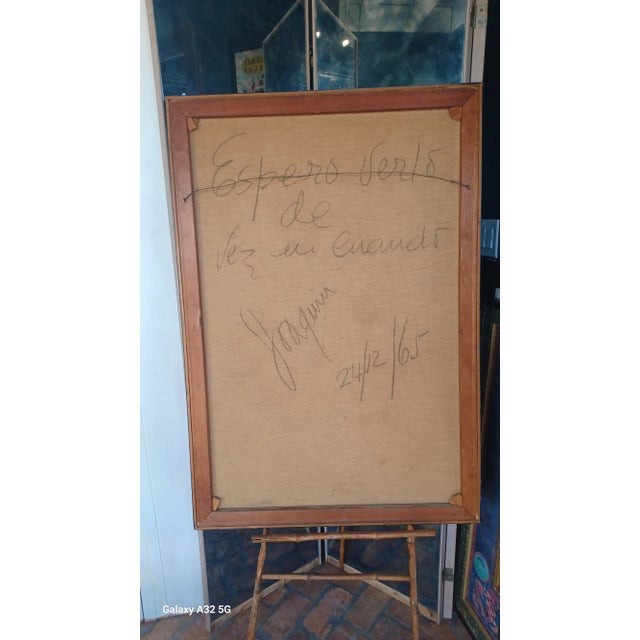 Espero verlo
de
vez en cuando
Joaquin
24/12/65
Galaxy A32 5G